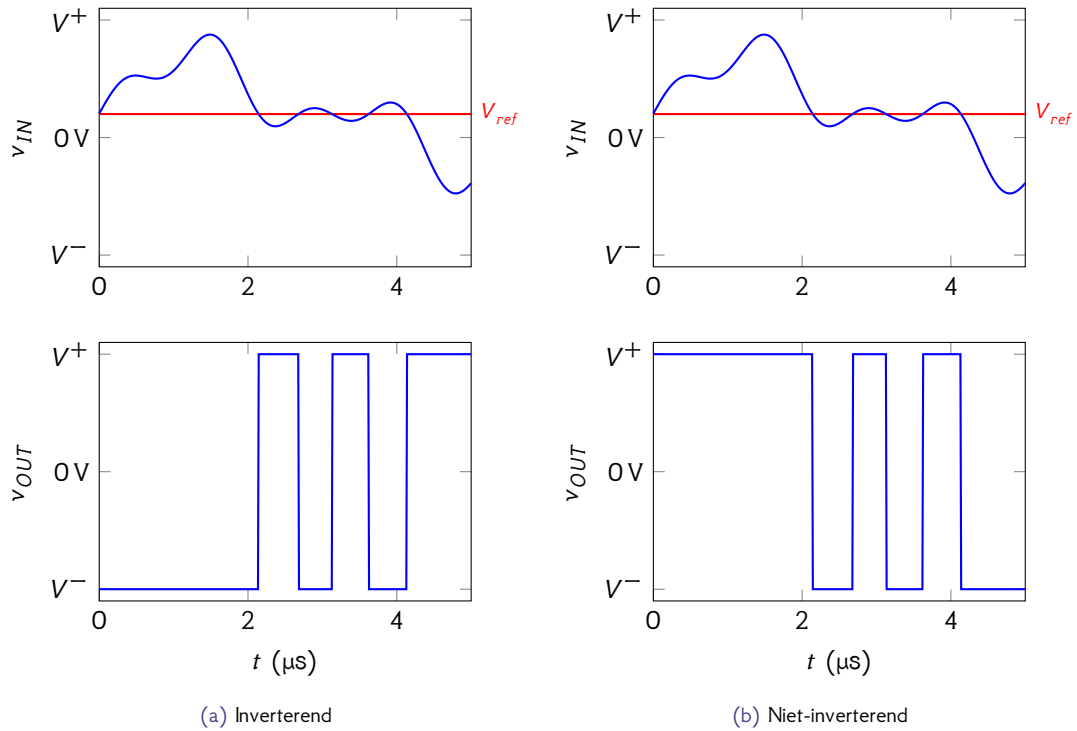 V⁺
0 V
V⁻
v_IN
V_ref
0 2 4
V⁺
0 V
V⁻
v_OUT
0 2 4
t (µs)
(a) Inverterend
V⁺
0 V
V⁻
v_IN
V_ref
0 2 4
V⁺
0 V
V⁻
v_OUT
0 2 4
t (µs)
(b) Niet-inverterend